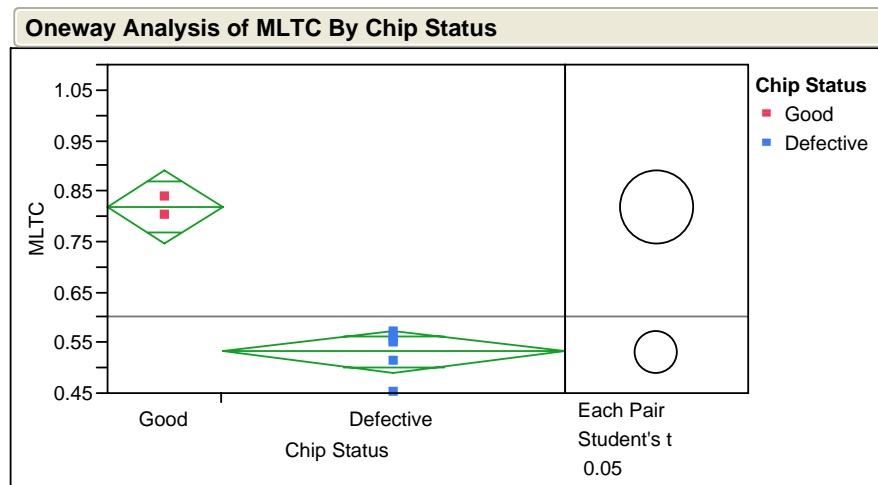 Oneway Analysis of MLTC By Chip Status
MLTC
1.05
0.95
0.85
0.75
0.65
0.55
0.45
Good
Defective
Chip Status
Each Pair
Student's t
0.05
Chip Status
Good
Defective